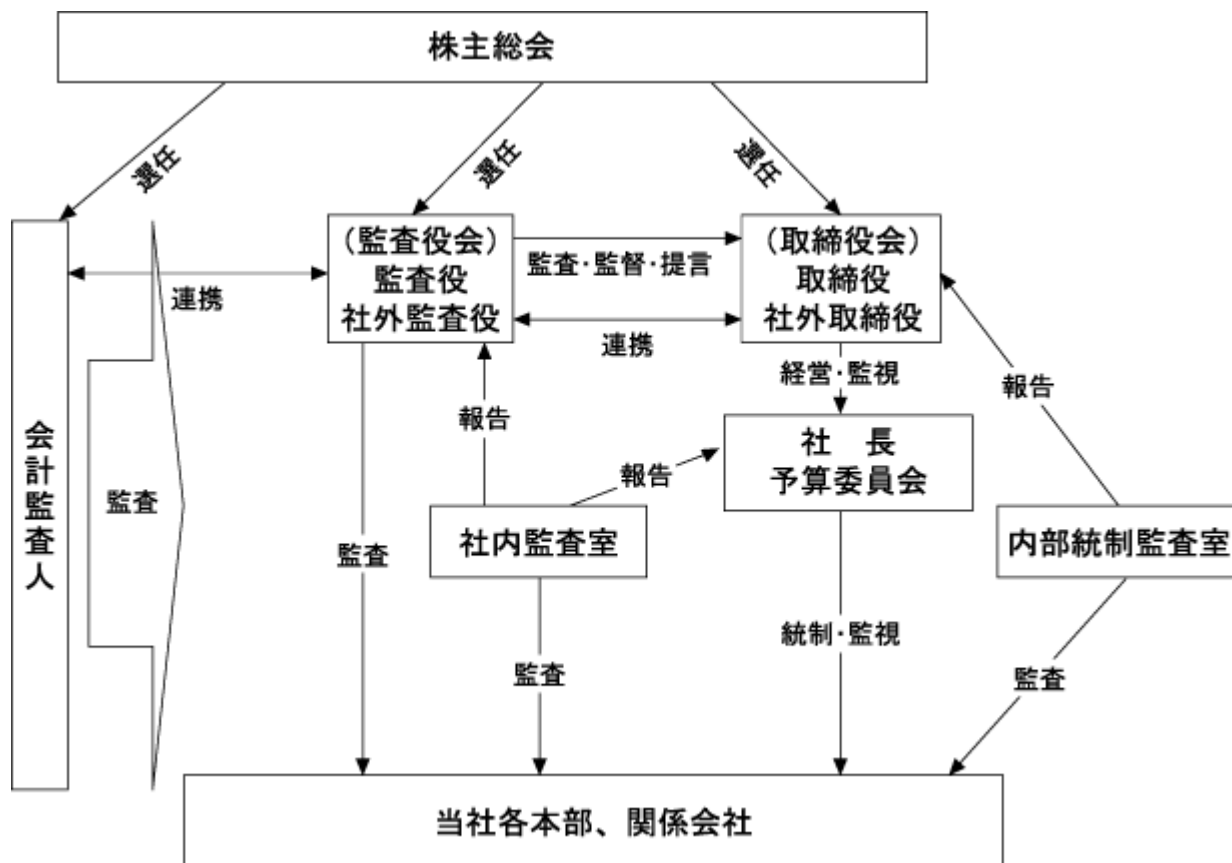 株主総会
選任
選任
選任
(監査役会)
監査役
社外監査役
監査・監督・提言
(取締役会)
取締役
社外取締役
連携
連携
経営・監視
報告
報告
社　長
予算委員会
報告
会計監査人
監査
社内監査室
内部統制監査室
監査
統制・監視
監査
監査
当社各本部、関係会社